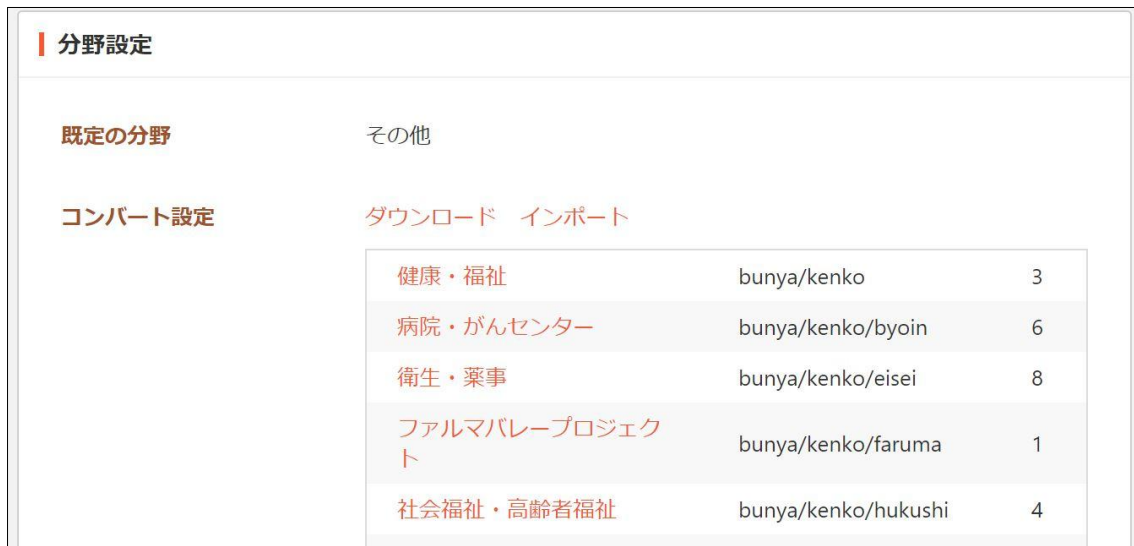 分野設定
既定の分野 その他
コンバート設定 ダウンロード インポート
健康・福祉 bunya/kenko 3
病院・がんセンター bunya/kenko/byoin 6
衛生・薬事 bunya/kenko/eisei 8
ファルマバレープロジェク
ト bunya/kenko/faruma 1
社会福祉・高齢者福祉 bunya/kenko/hukushi 4